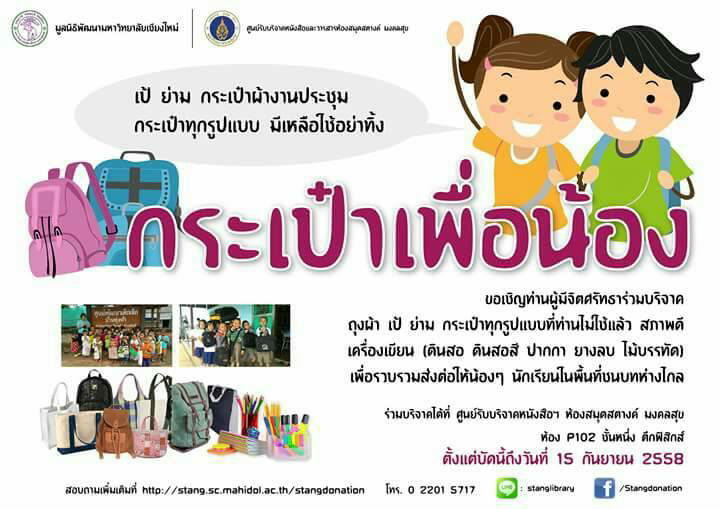 มูลนิธิพัฒนามหาวิทยาลัยเชียงใหม่
ศูนย์รับบริจาคหนังสือและวารสารห้องสมุดสตางค์ มงคลสุข
เป้ ย่าม กระเป๋าผ้างานประชุม
กระเป๋าทุกรูปแบบ มีเหลือใช้อย่าทิ้ง
กระเป๋าเพื่อน้อง
ขอเชิญท่านผู้มีจิตศรัทธาร่วมบริจาค
ถุงผ้า เป้ ย่าม กระเป๋าทุกรูปแบบที่ท่านไม่ใช้แล้ว สภาพดี
เครื่องเขียน (ดินสอ ดินสอสี ปากกา ยางลบ ไม้บรรทัด)
เพื่อรวบรวมส่งต่อให้น้องๆ นักเรียนในพื้นที่ชนบทห่างไกล
ร่วมบริจาคได้ที่ ศูนย์รับบริจาคหนังสือฯ ห้องสมุดสตางค์ มงคลสุข
ห้อง P102 ชั้นหนึ่ง ตึกฟิสิกส์
ตั้งแต่บัดนี้ถึงวันที่ 15 กันยายน 2558
สอบถามเพิ่มเติมที่ http://stang.sc.mahidol.ac.th/stangdonation โทร. 0 2201 5717 LINE : stanglibrary f /Stangdonation